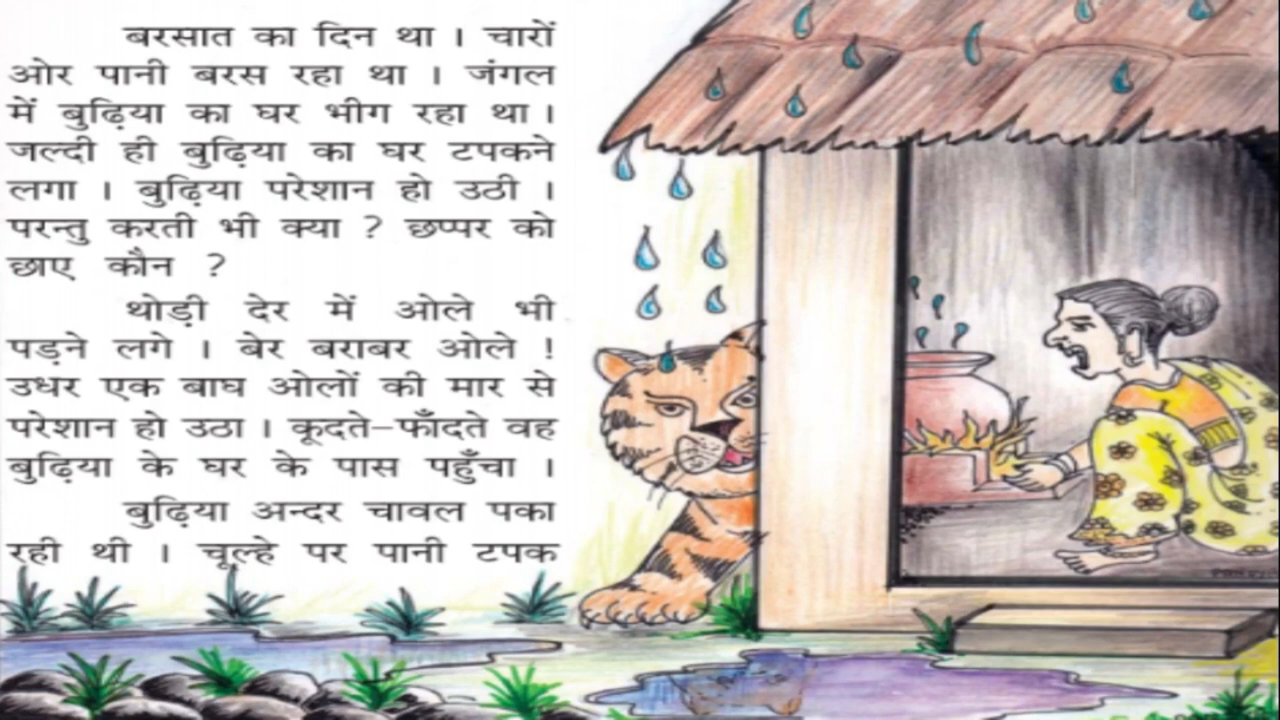 बरसात का दिन था । चारों
ओर पानी बरस रहा था । जंगल
में बुढ़िया का घर भीग रहा था।
जल्दी ही बुढ़िया का घर टपकने
लगा । बुढ़िया परेशान हो उठी ।
परन्तु करती भी क्या ? छप्पर को
छाए कौन ?
थोड़ी देर में ओले भी
पड़ने लगे । बेर बराबर ओले !
उधर एक बाघ ओलों की मार से
परेशान हो उठा । कूदते–फाँदते वह
बुढ़िया के घर के पास पहुँचा ।
बुढ़िया अन्दर चावल पका
रही थी । चूल्हे पर पानी टपक